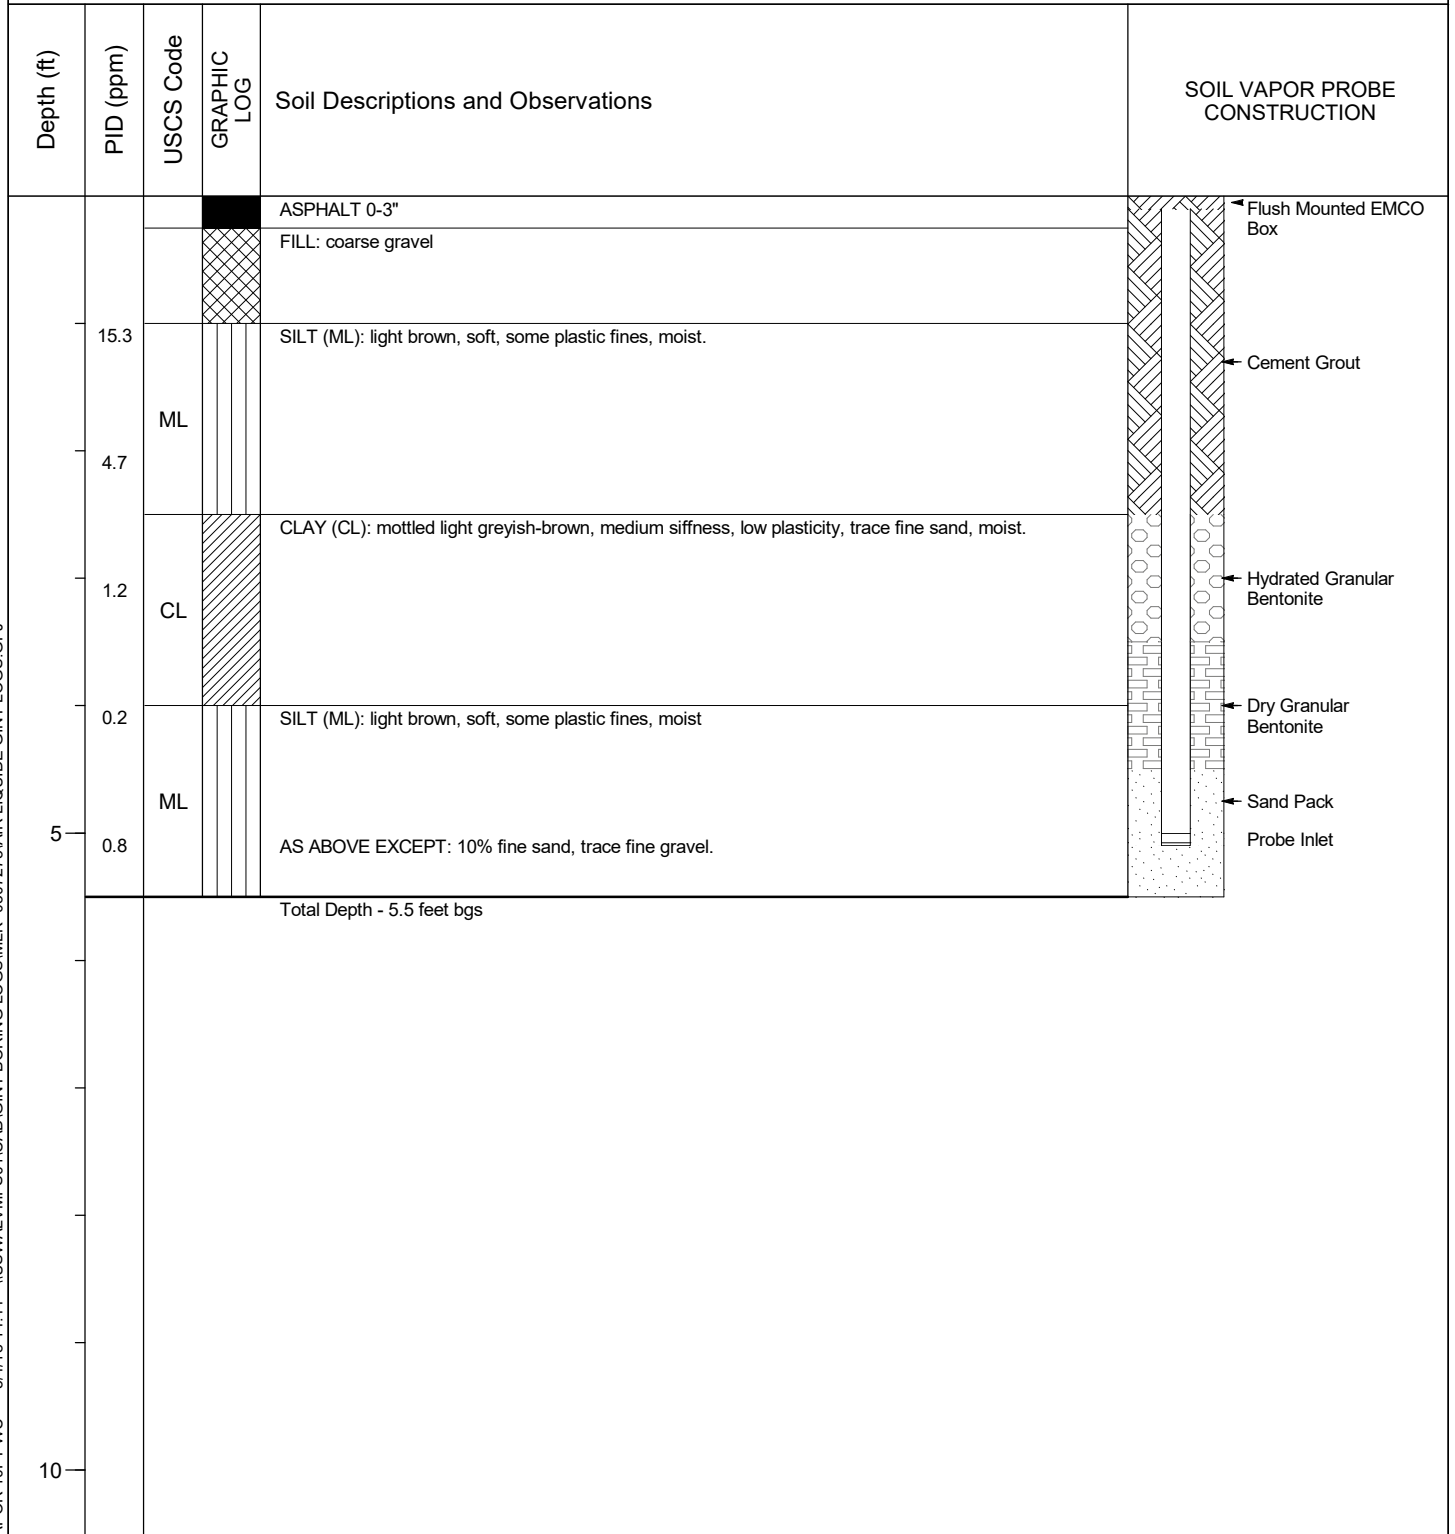 Depth (ft)
PID (ppm)
USCS Code
GRAPHIC
LOG
Soil Descriptions and Observations
SOIL VAPOR PROBE
CONSTRUCTION
ASPHALT 0-3"
Flush Mounted EMCO
Box
FILL: coarse gravel
15.3
SILT (ML): light brown, soft, some plastic fines, moist.
Cement Grout
ML
4.7
CLAY (CL): mottled light greyish-brown, medium siffness, low plasticity, trace fine sand, moist.
1.2
Hydrated Granular
Bentonite
CL
0.2
SILT (ML): light brown, soft, some plastic fines, moist
Dry Granular
Bentonite
ML
Sand Pack
5
0.8
AS ABOVE EXCEPT: 10% fine sand, trace fine gravel.
Probe Inlet
Total Depth - 5.5 feet bgs
10